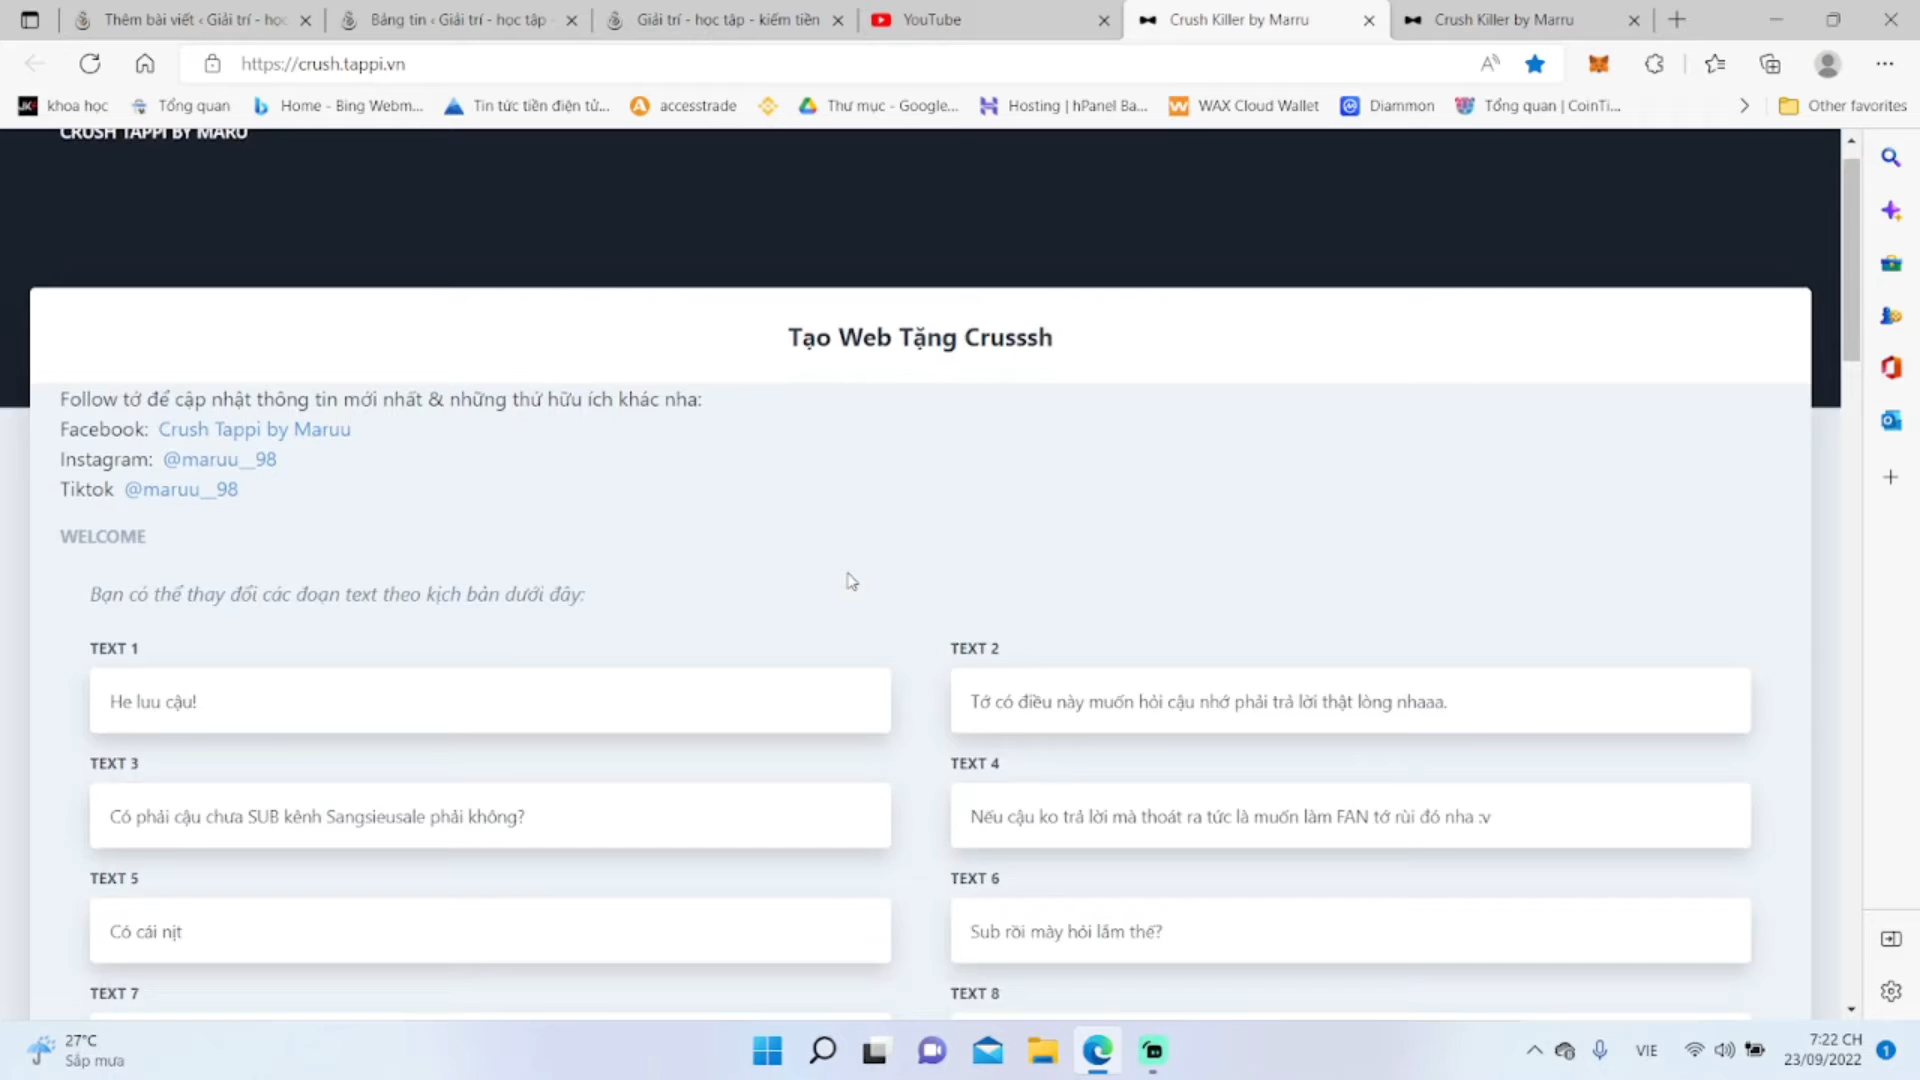 Thêm bài viết ‹ Giải trí - học
Bảng tin ‹ Giải trí - học tập -
Giải trí - học tập - kiếm tiền
YouTube
Crush Killer by Marru
Crush Killer by Marru
https://crush.tappi.vn
khoa học
Tổng quan
Home - Bing Webm...
Tin tức tiền điện tử...
accesstrade
Thư mục - Google...
Hosting | hPanel Ba...
WAX Cloud Wallet
Diammon
Tổng quan | CoinTi...
Other favorites
CRUSH TAPPI BY MARU
Tạo Web Tặng Crusssh
Follow tớ để cập nhật thông tin mới nhất & những thứ hữu ích khác nha:
Facebook: Crush Tappi by Maruu
Instagram: @maruu__98
Tiktok @maruu__98
WELCOME
Bạn có thể thay đổi các đoạn text theo kịch bản dưới đây:
TEXT 1
He luu cậu!
TEXT 2
Tớ có điều này muốn hỏi cậu nhớ phải trả lời thật lòng nhaaa.
TEXT 3
Có phải cậu chưa SUB kênh Sangsieusale phải không?
TEXT 4
Nếu cậu ko trả lời mà thoát ra tức là muốn làm FAN tớ rùi đó nha :v
TEXT 5
Có cái nịt
TEXT 6
Sub rồi mày hỏi lắm thế?
TEXT 7
TEXT 8
27°C
Sắp mưa
VIE
7:22 CH
23/09/2022
1